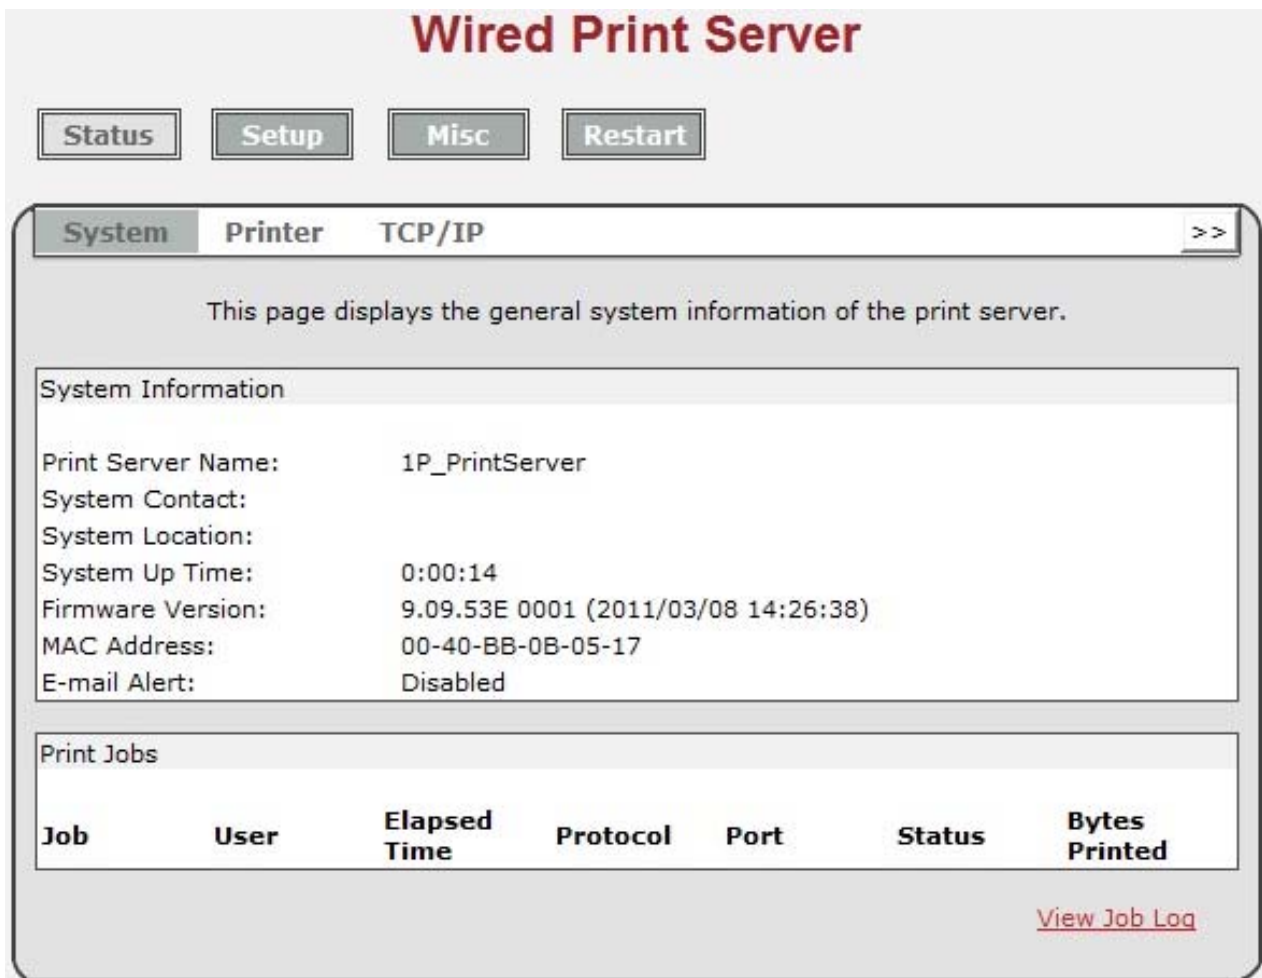 Wired Print Server
Status Setup Misc Restart
System Printer TCP/IP >>
This page displays the general system information of the print server.
System Information
Print Server Name: 1P_PrintServer
System Contact:
System Location:
System Up Time: 0:00:14
Firmware Version: 9.09.53E 0001 (2011/03/08 14:26:38)
MAC Address: 00-40-BB-0B-05-17
E-mail Alert: Disabled
Print Jobs
Job User Elapsed Time Protocol Port Status Bytes Printed
View Job Log